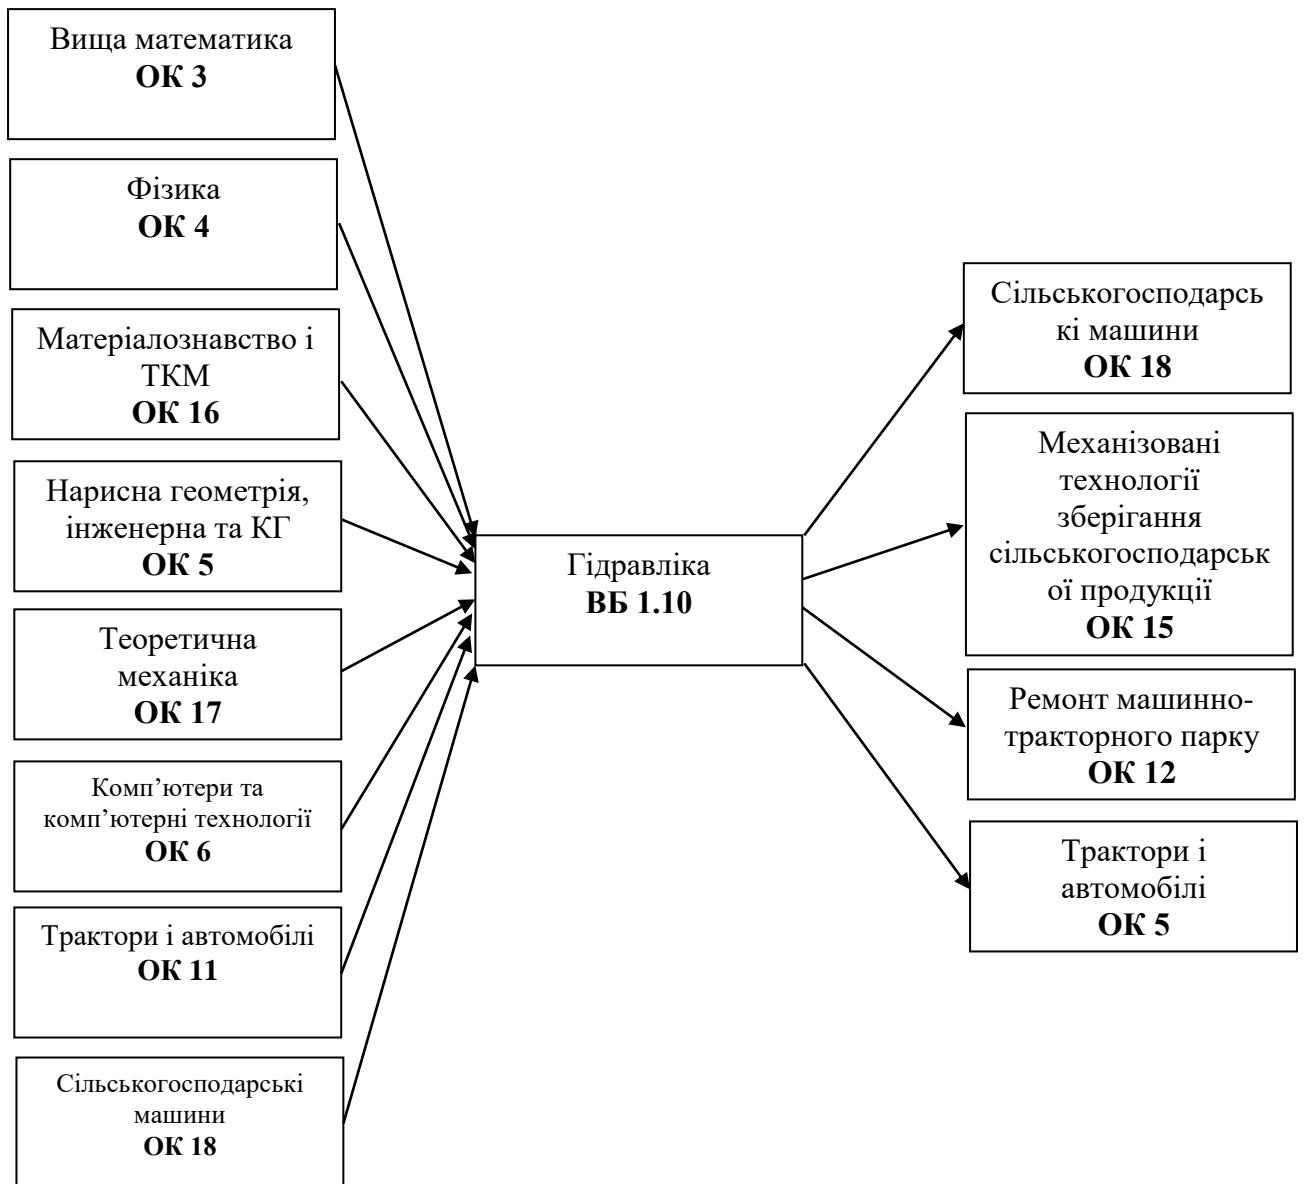 Вища математика
ОК 3
Фізика
ОК 4
Матеріалознавство і
ТКМ
ОК 16
Нарисна геометрія,
інженерна та КГ
ОК 5
Теоретична
механіка
ОК 17
Комп’ютери та
комп’ютерні технології
ОК 6
Трактори і автомобілі
ОК 11
Сільськогосподарські
машини
ОК 18
Гідравліка
ВБ 1.10
Сільськогосподарсь
кі машини
ОК 18
Механізовані
технології
зберігання
сільськогосподарськ
ої продукції
ОК 15
Ремонт машинно-
тракторного парку
ОК 12
Трактори і
автомобілі
ОК 5